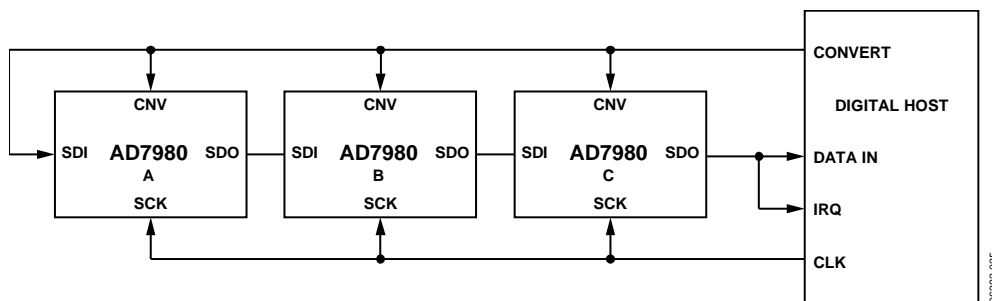 CONVERT
CNV CNV CNV
DIGITAL HOST
SDI AD7980 SDO SDI AD7980 SDO SDI AD7980 SDO DATA IN
A B C
SCK SCK SCK
IRQ
CLK